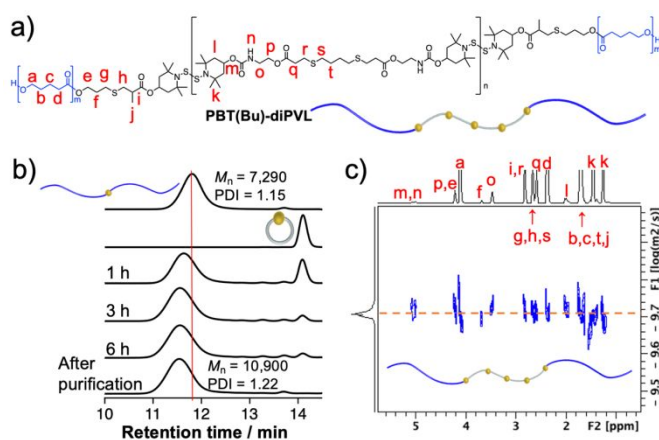 a)
H O a b c d O m e f g S h j i O O N S S N
l m k O O H N n o p O O q r S s t S O O O N H O O N S S N n O O S O O O H m
PBT(Bu)-diPVL
b)
Mn = 7,290
PDI = 1.15
1 h
3 h
6 h
After
purification
Mn = 10,900
PDI = 1.22
10 11 12 13 14
Retention time / min
c)
a
p,e o i,r q d k k
m,n f l
g,h,s b,c,t,j
F1 [log(m2/s)]
- 9.7
- 9.6
- 9.5
5 4 3 2 F2 [ppm]